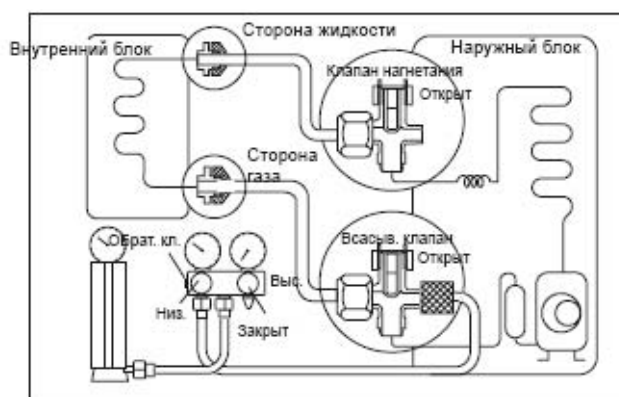 Сторона жидкости
Внутренний блок
Наружный блок
Клапан нагнетания
Открыт
Сторона
газа
Всасыв. клапан
Открыт
Обрат. кл.
Выс.
Низ.
Закрыт